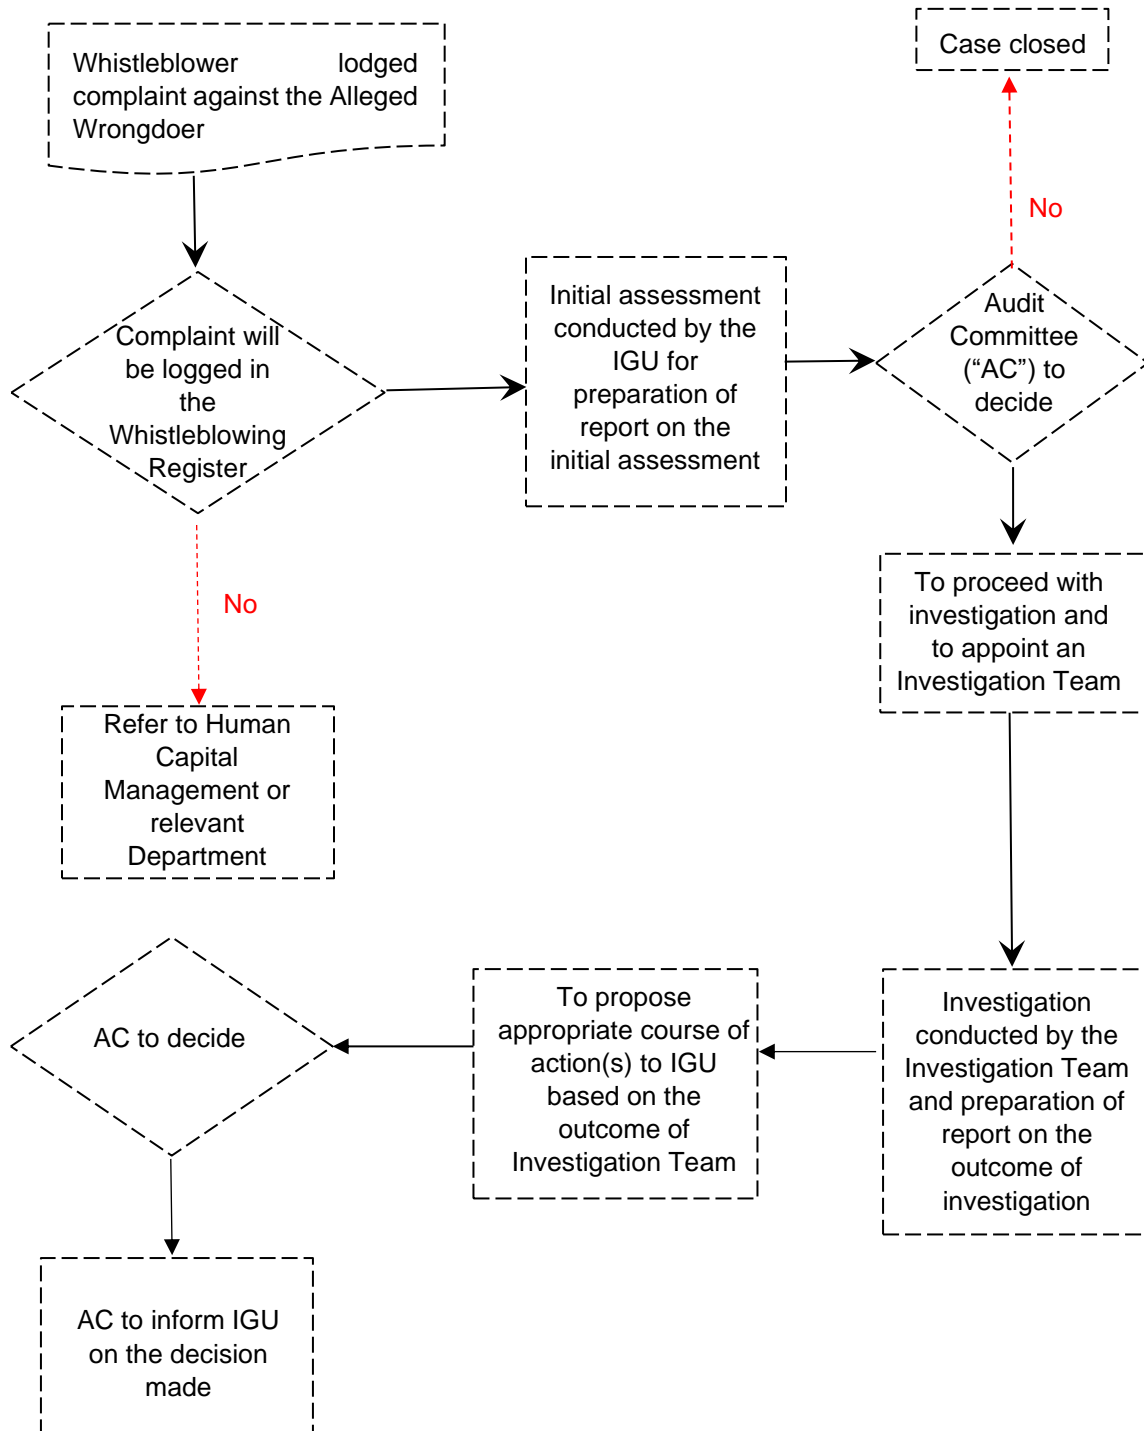 Whistleblower lodged
complaint against the Alleged
Wrongdoer
Case closed
No
Complaint will
be logged in
the
Whistleblowing
Register
Initial assessment
conducted by the
IGU for
preparation of
report on the
initial assessment
Audit
Committee
(“AC”) to
decide
No
To proceed with
investigation and
to appoint an
Investigation Team
Refer to Human
Capital
Management or
relevant
Department
AC to decide
To propose
appropriate course of
action(s) to IGU
based on the
outcome of
Investigation Team
Investigation
conducted by the
Investigation Team
and preparation of
report on the
outcome of
investigation
AC to inform IGU
on the decision
made